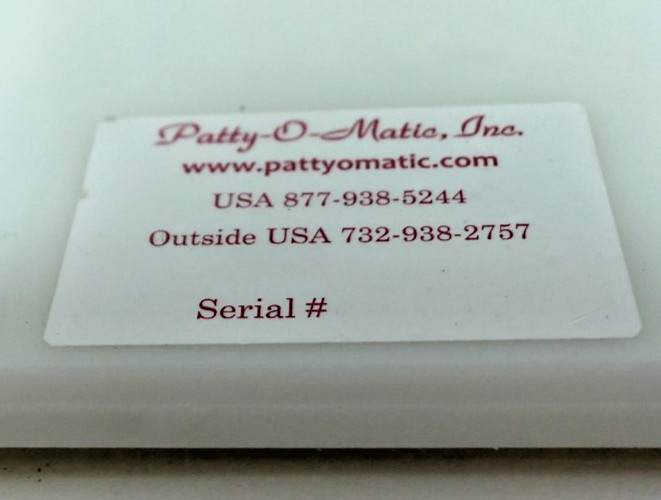 Patty-O-Matic, Inc.
www.pattyomatic.com
USA 877-938-5244
Outside USA 732-938-2757
Serial #